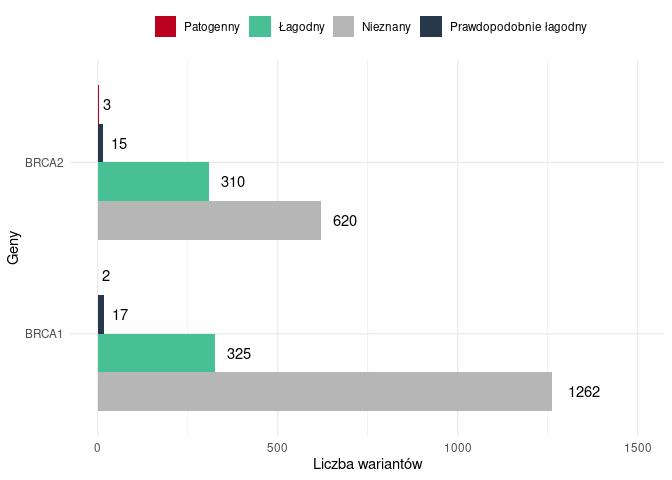 Patogenny Łagodny Nieznany Prawdopodobnie łagodny
3
15
BRCA2
310
620
Geny
2
17
BRCA1
325
1262
0 500 1000 1500
Liczba wariantów